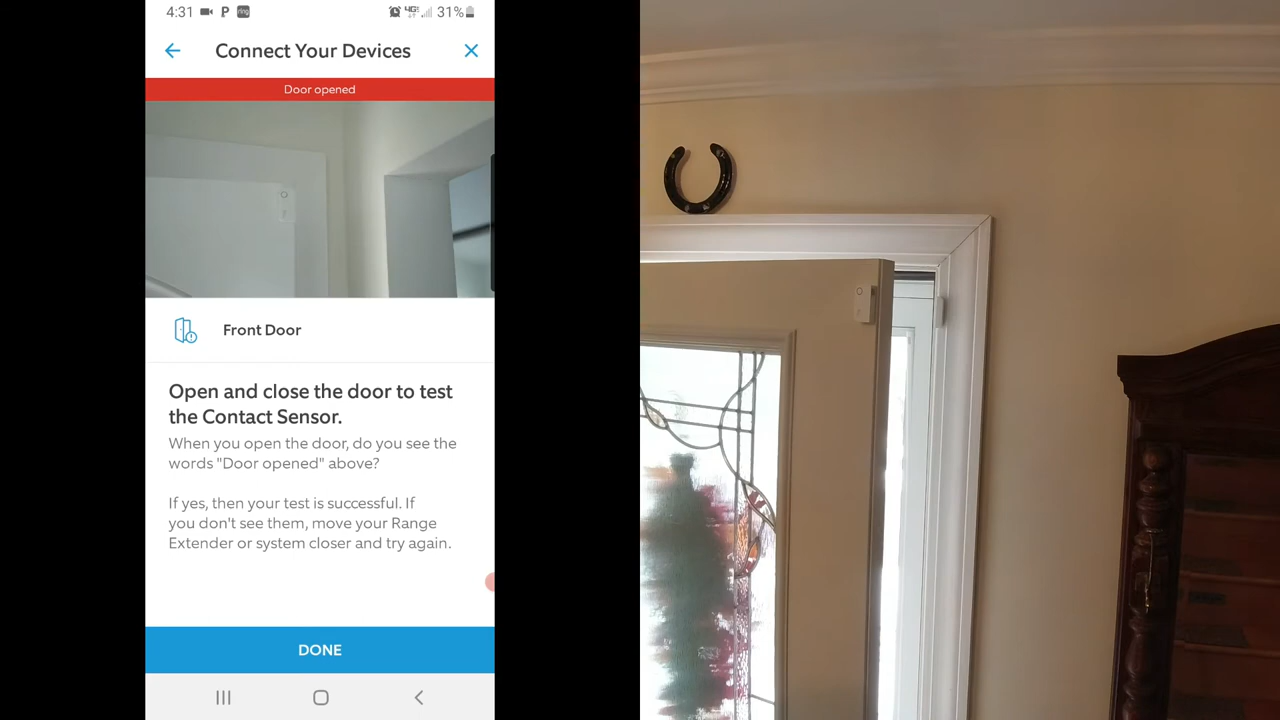 4:31 P ring 4G 31%
Connect Your Devices
Door opened
Front Door
Open and close the door to test
the Contact Sensor.
When you open the door, do you see the
words "Door opened" above?
If yes, then your test is successful. If
you don't see them, move your Range
Extender or system closer and try again.
DONE